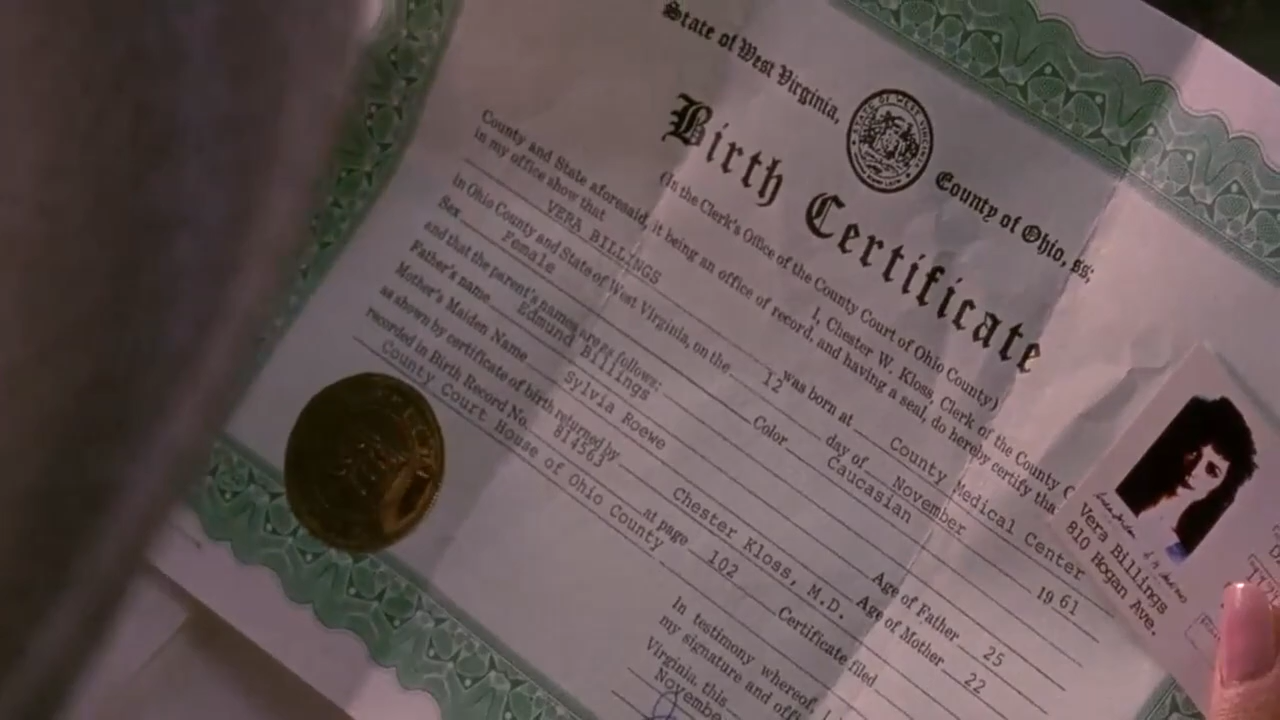 State of West Virginia,
County of Ohio, ss;
Birth Certificate
(In the Clerk's Office of the County Court of Ohio County)
I, Chester W. Kloss, Clerk of the County C
County and State aforesaid, it being an office of record, and having a seal, do hereby certify tha
in my office show that
VERA BILLINGS was born at County Medical Center
in Ohio County and State of West Virginia, on the 12 day of November 1961
Sex Female Color Caucasian
and that the parent's names are as follows:
Father's name Edmund Billings Age of Father 25
Mother's Maiden Name Sylvia Roewe Age of Mother 22
as shown by certificate of birth returned by Chester Kloss, M.D.
recorded in Birth Record No. 814563 at page 102 Certificate filed
County Court House of Ohio County
In testimony whereof, I
my signature and offi
Virginia, this
Novembe
Vera Billings
810 Hogan Ave.